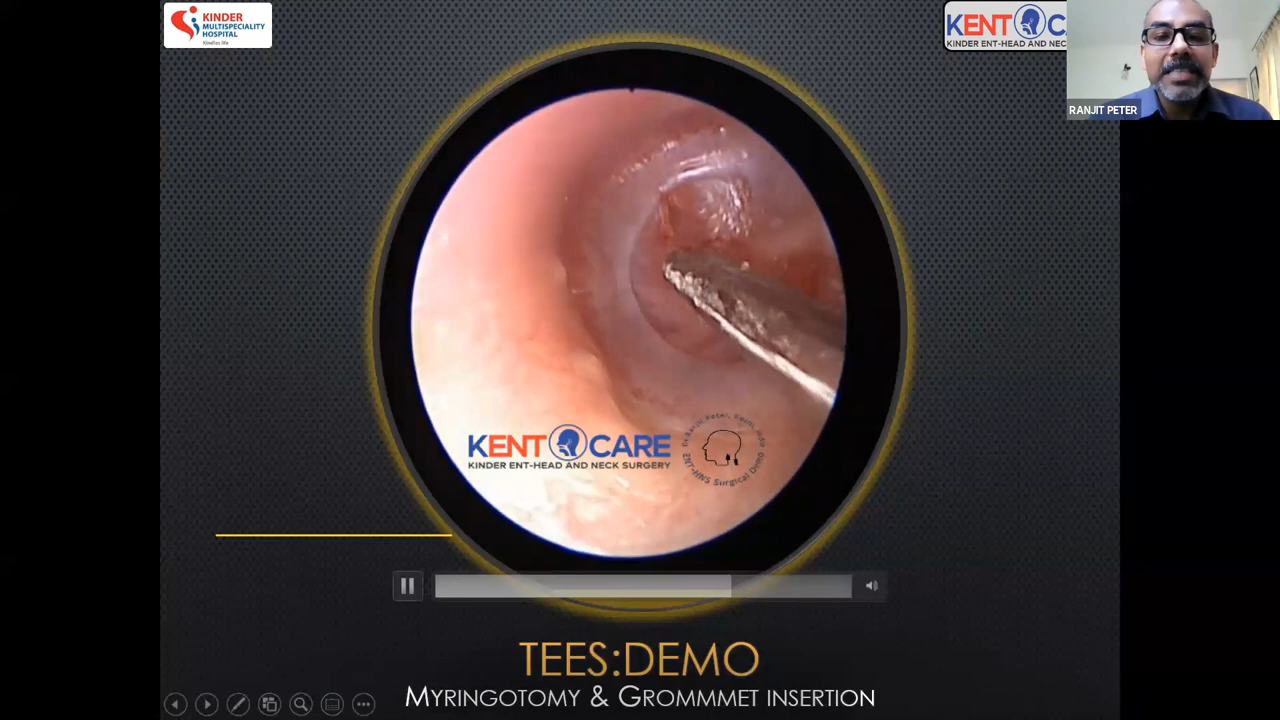 KINDER
MULTISPECIALITY
HOSPITAL
KENT C
KINDER ENT-HEAD AND NECK
RANJIT PETER
KENT CARE
KINDER ENT-HEAD AND NECK SURGERY
ENT-HNS Surgical Demo
TEES:DEMO
MYRINGOTOMY & GROMMMET INSERTION